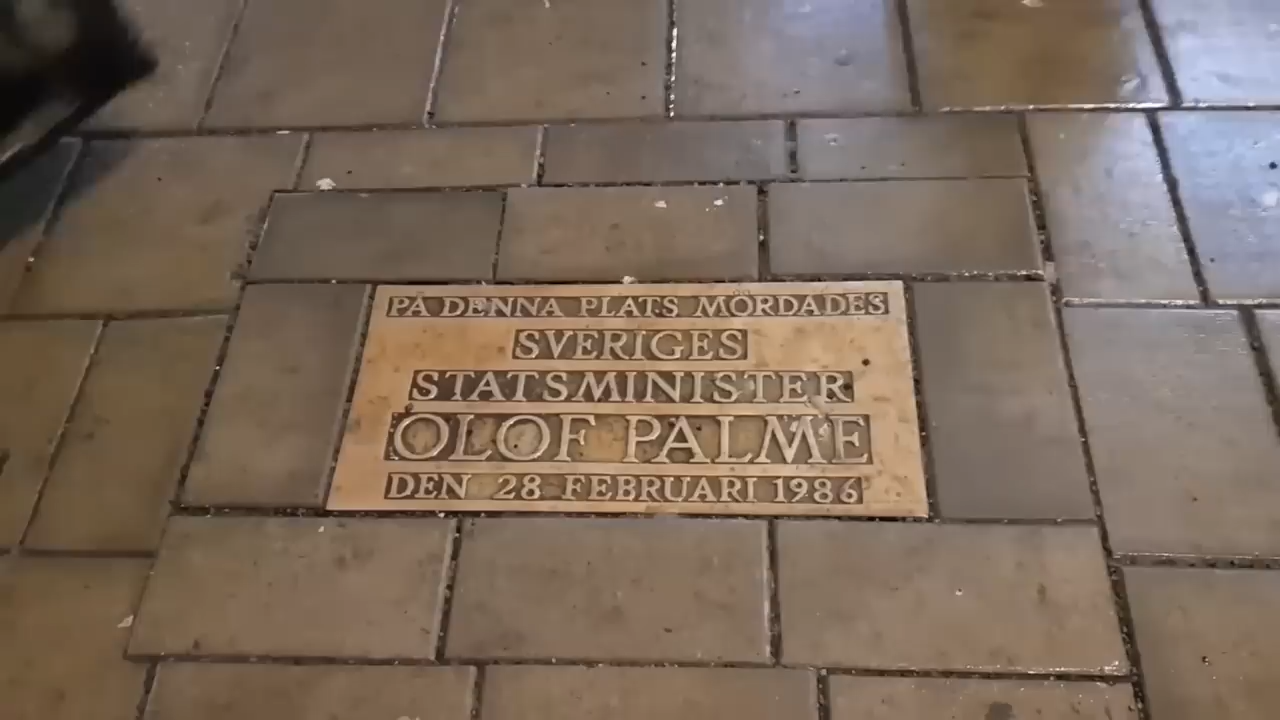 PÅ DENNA PLATS MÖRDADES
SVERIGES
STATSMINISTER
OLOF PALME
DEN 28 FEBRUARI 1986